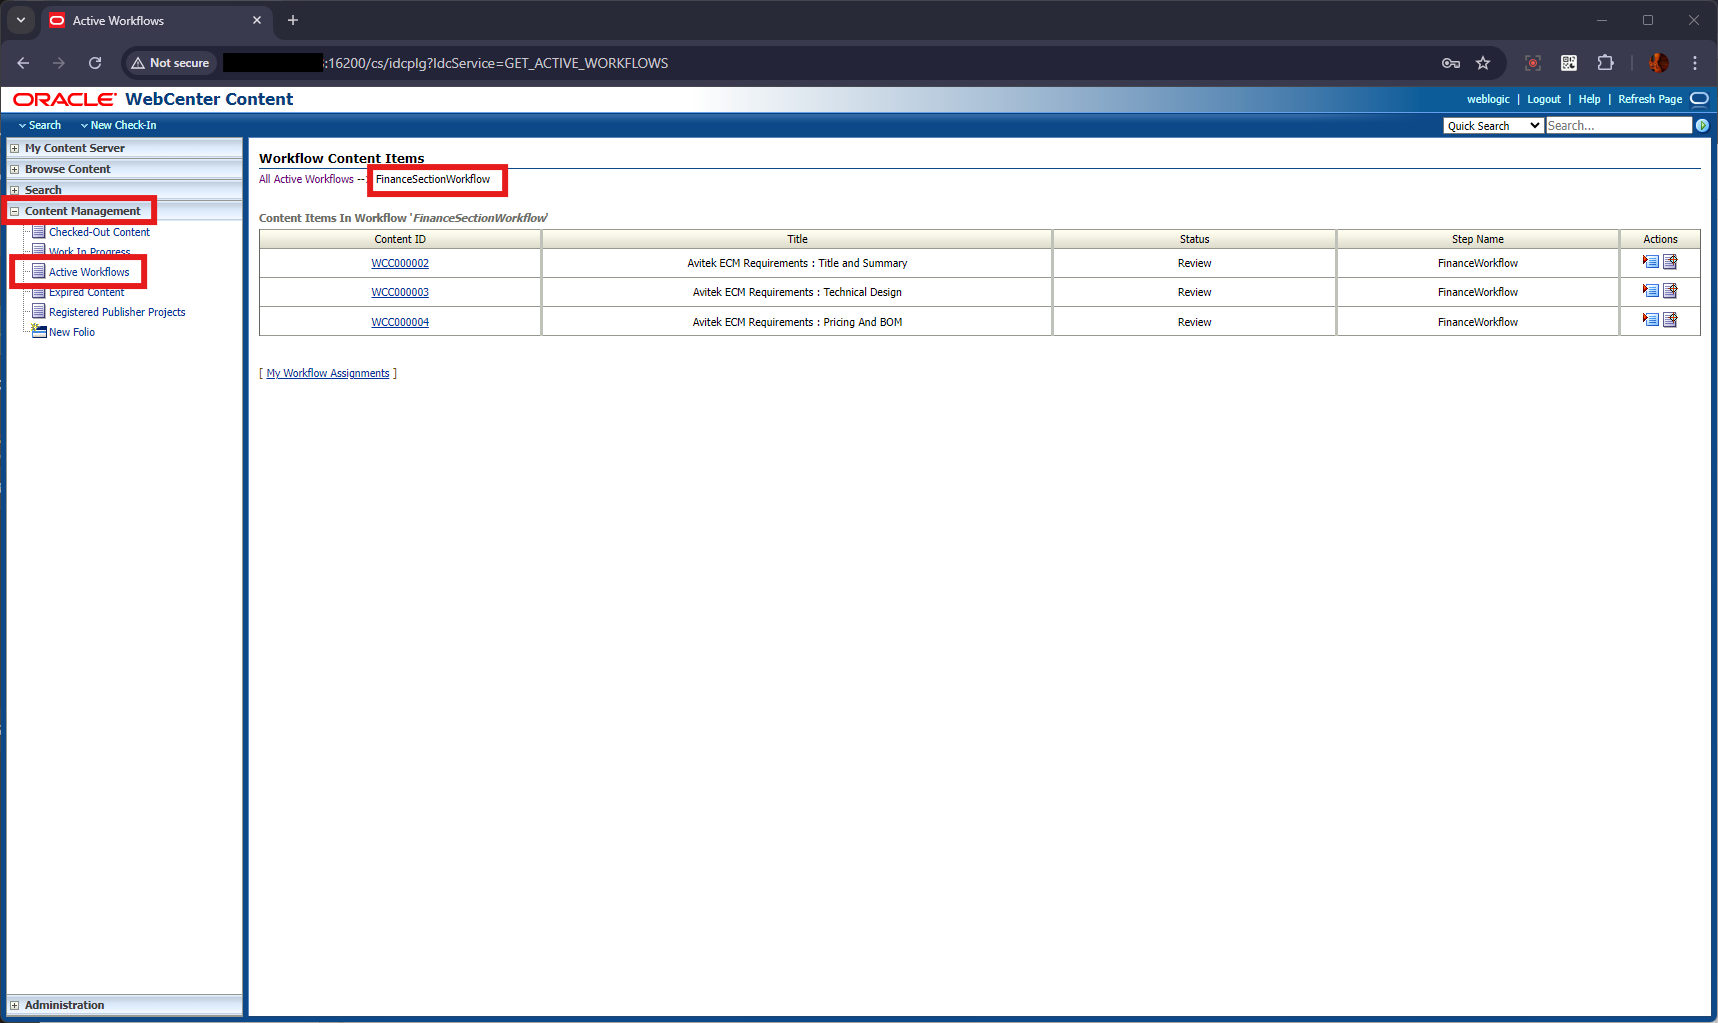 Active Workflows
Not secure
:16200/cs/idcplg?IdcService=GET_ACTIVE_WORKFLOWS
ORACLE WebCenter Content
weblogic | Logout | Help | Refresh Page
Search New Check-In
Quick Search Search...
My Content Server
Browse Content
Search
Content Management
Checked-Out Content
Work In Progress
Active Workflows
Expired Content
Registered Publisher Projects
New Folio
Administration
Workflow Content Items
All Active Workflows --> FinanceSectionWorkflow
Content Items In Workflow 'FinanceSectionWorkflow'
Content ID Title Status Step Name Actions
WCC000002 Avitek ECM Requirements : Title and Summary Review FinanceWorkflow
WCC000003 Avitek ECM Requirements : Technical Design Review FinanceWorkflow
WCC000004 Avitek ECM Requirements : Pricing And BOM Review FinanceWorkflow
[ My Workflow Assignments ]